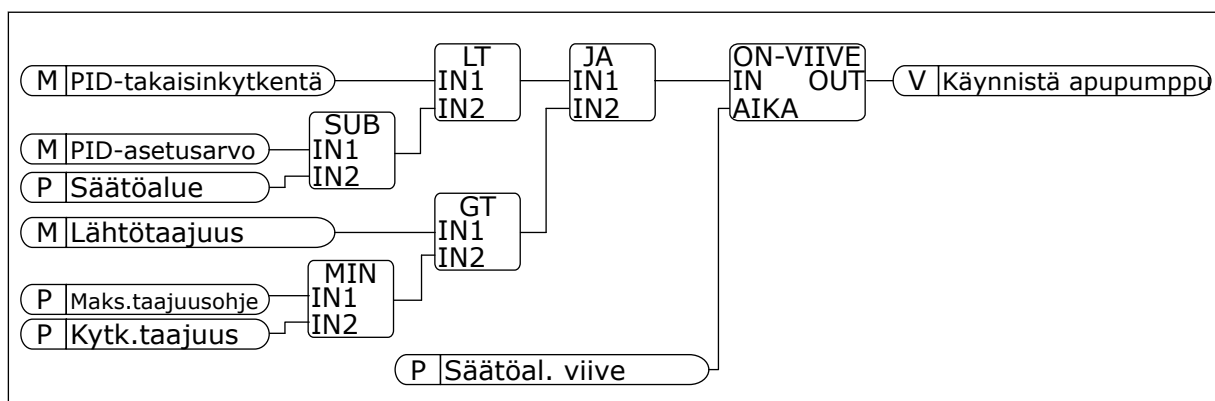 LT
JA
ON-VIIVE
M PID-takaisinkytkentä
IN1
IN1
IN OUT
V Käynnistä apupumppu
IN2
IN2
AIKA
SUB
M PID-asetusarvo
IN1
P Säätöalue
IN2
GT
M Lähtötaajuus
IN1
IN2
MIN
P Maks.taajuusohje
IN1
P Kytk.taajuus
IN2
P Säätöal. viive